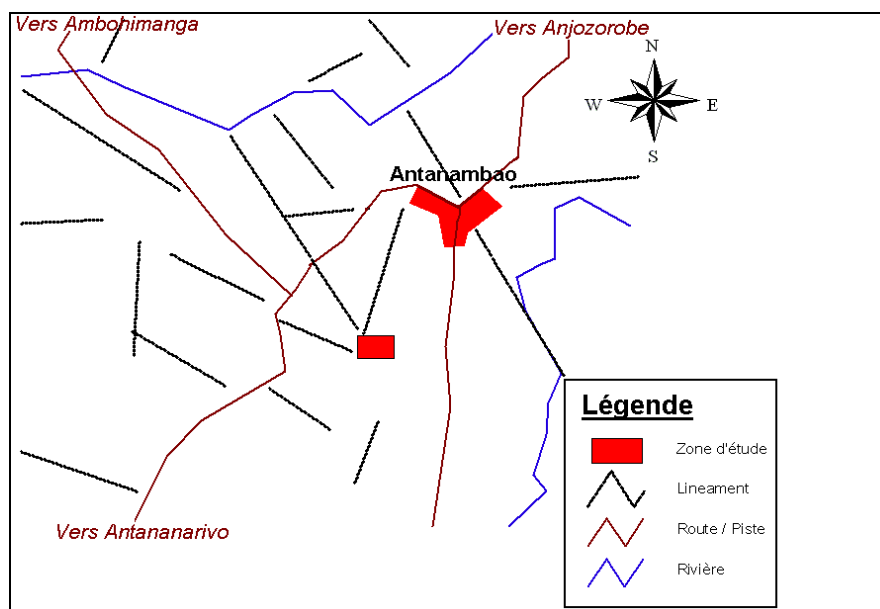 Vers Ambohimanga
Vers Anjozorobe
N
W
E
S
Antanambao
Vers Antananarivo
Légende
Zone d'étude
Lineament
Route / Piste
Rivière